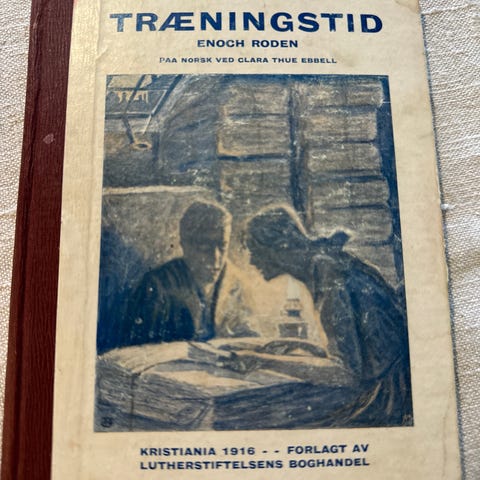 TRÆNINGSTID
ENOCH RODEN
PAA NORSK VED CLARA THUE EBBELL
KRISTIANIA 1916 - - FORLAGT AV
LUTHERSTIFTELSENS BOGHANDEL